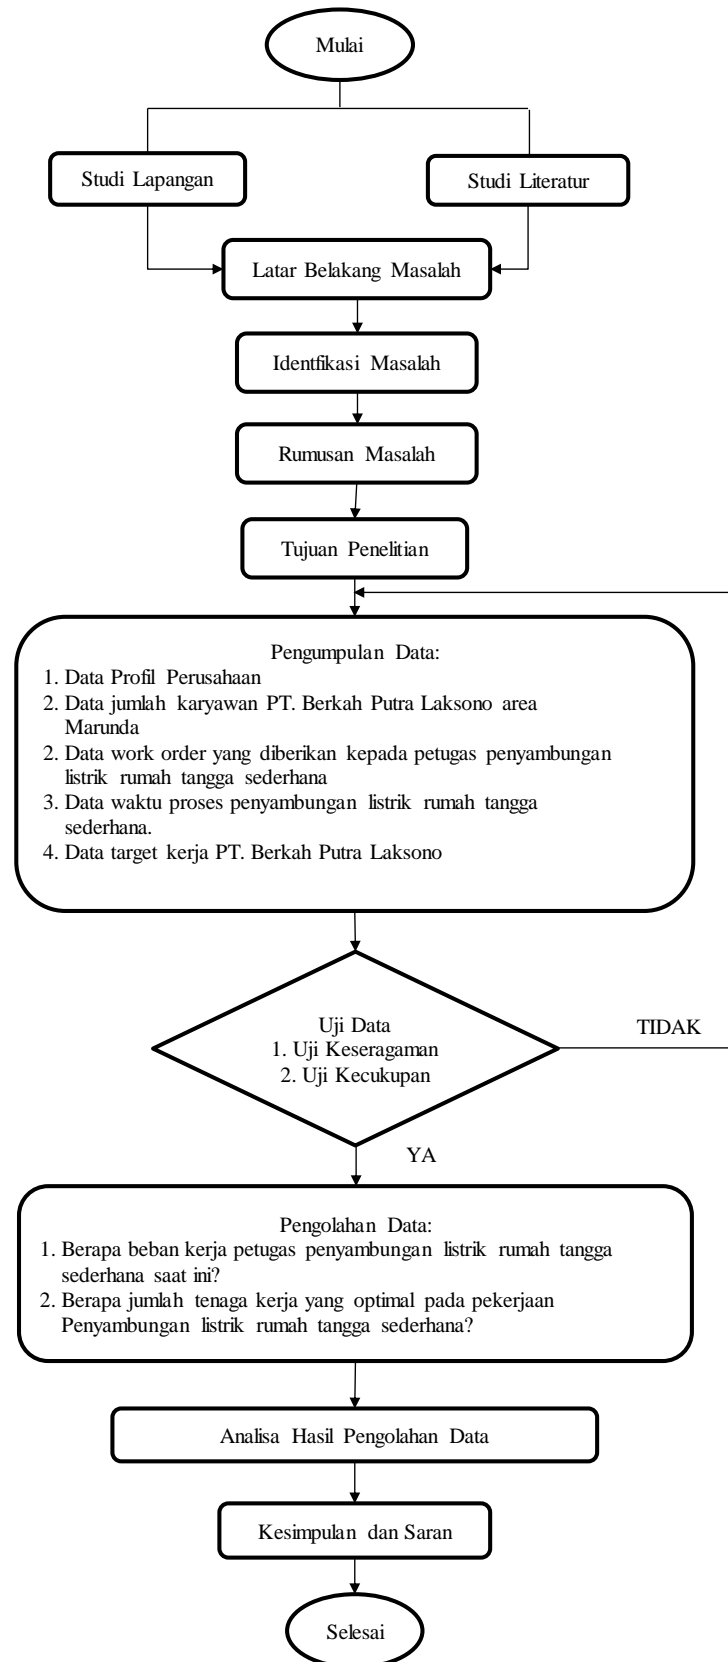 Mulai
Studi Lapangan
Studi Literatur
Latar Belakang Masalah
Identfikasi Masalah
Rumusan Masalah
Tujuan Penelitian
Pengumpulan Data:
1. Data Profil Perusahaan
2. Data jumlah karyawan PT. Berkah Putra Laksono area
Marunda
2. Data work order yang diberikan kepada petugas penyambungan
listrik rumah tangga sederhana
3. Data waktu proses penyambungan listrik rumah tangga
sederhana.
4. Data target kerja PT. Berkah Putra Laksono
Uji Data
1. Uji Keseragaman
2. Uji Kecukupan
TIDAK
YA
Pengolahan Data:
1. Berapa beban kerja petugas penyambungan listrik rumah tangga
sederhana saat ini?
2. Berapa jumlah tenaga kerja yang optimal pada pekerjaan
Penyambungan listrik rumah tangga sederhana?
Analisa Hasil Pengolahan Data
Kesimpulan dan Saran
Selesai